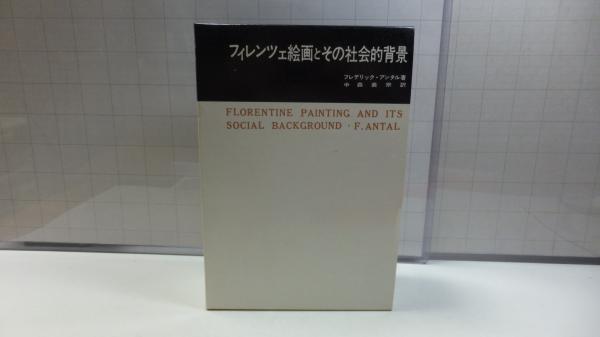 フィレンツェ絵画とその社会的背景
フレデリック・アンタル著
中森義宗訳
FLORENTINE PAINTING AND ITS
SOCIAL BACKGROUND・F. ANTAL